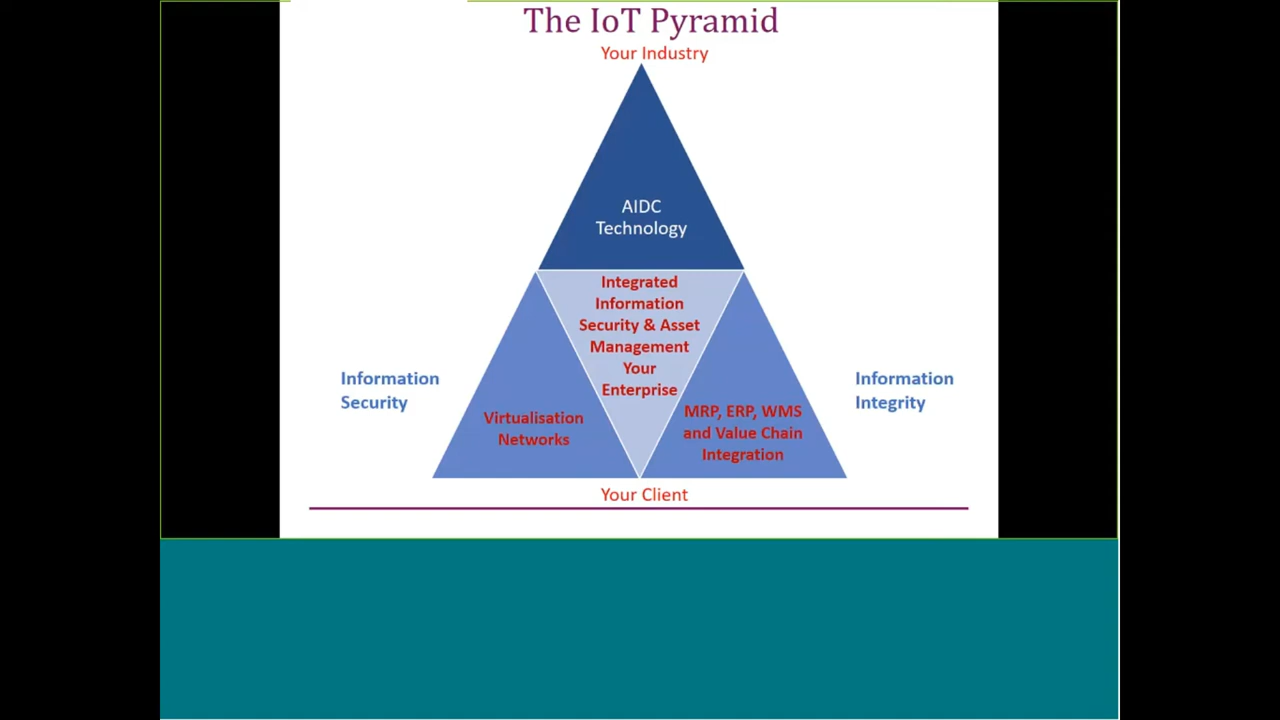 The IoT Pyramid
Your Industry
AIDC
Technology
Integrated
Information
Security & Asset
Management
Your
Enterprise
Information
Security
Information
Integrity
Virtualisation
Networks
MRP, ERP, WMS
and Value Chain
Integration
Your Client